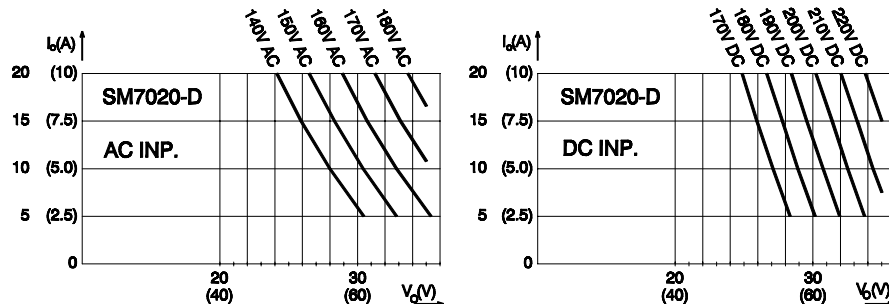 140V AC
150V AC
160V AC
170V AC
180V AC
Io(A)
20 (10)
15 (7.5)
10 (5.0)
5 (2.5)
0
SM7020-D
AC INP.
20 30 Vo(V)
(40) (60)
170V DC
180V DC
190V DC
200V DC
210V DC
220V DC
Io(A)
20 (10)
15 (7.5)
10 (5.0)
5 (2.5)
0
SM7020-D
DC INP.
20 30 Vo(V)
(40) (60)